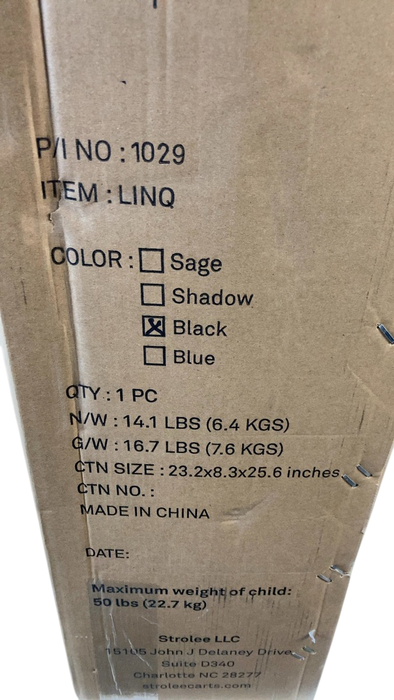 P/I NO : 1029
ITEM : LINQ
COLOR : ☐ Sage
☐ Shadow
☒ Black
☐ Blue
QTY : 1 PC
N/W : 14.1 LBS (6.4 KGS)
G/W : 16.7 LBS (7.6 KGS)
CTN SIZE : 23.2x8.3x25.6 inches
CTN NO. :
MADE IN CHINA
DATE:
Maximum weight of child:
50 lbs (22.7 kg)
Strolee LLC
15105 John J Delaney Drive
Suite D340
Charlotte NC 28277
stroleecarts.com